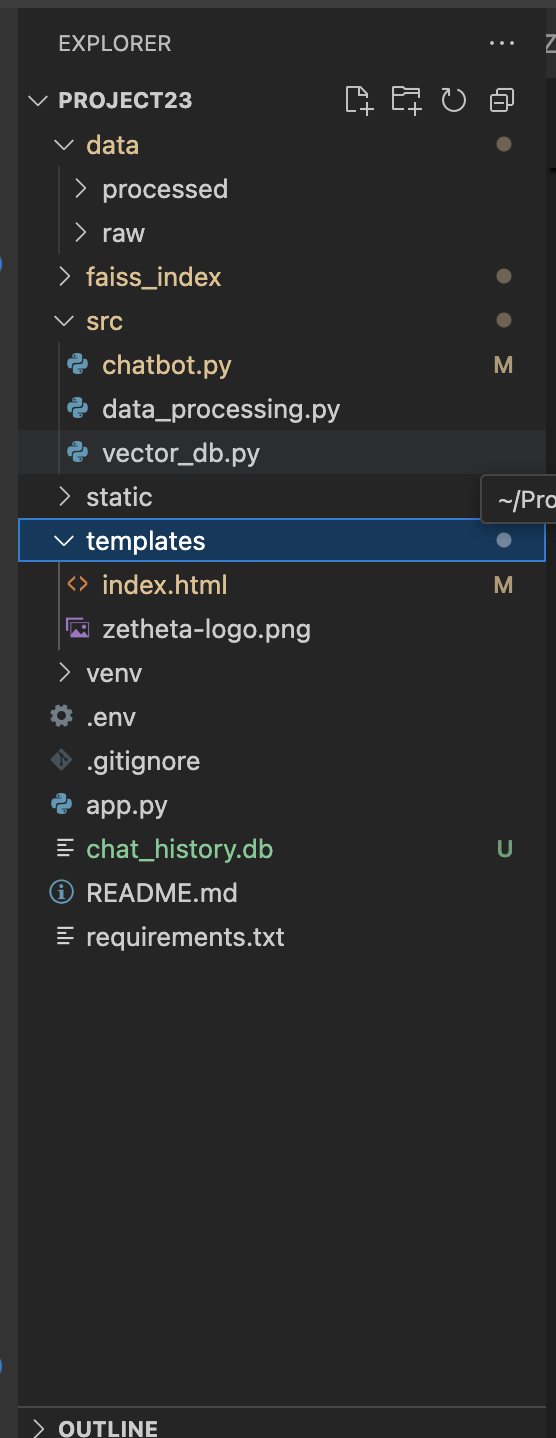 EXPLORER
PROJECT23
data
processed
raw
faiss_index
src
chatbot.py M
data_processing.py
vector_db.py
static
~/Pro
templates
index.html M
zetheta-logo.png
venv
.env
.gitignore
app.py
chat_history.db U
README.md
requirements.txt
OUTLINE